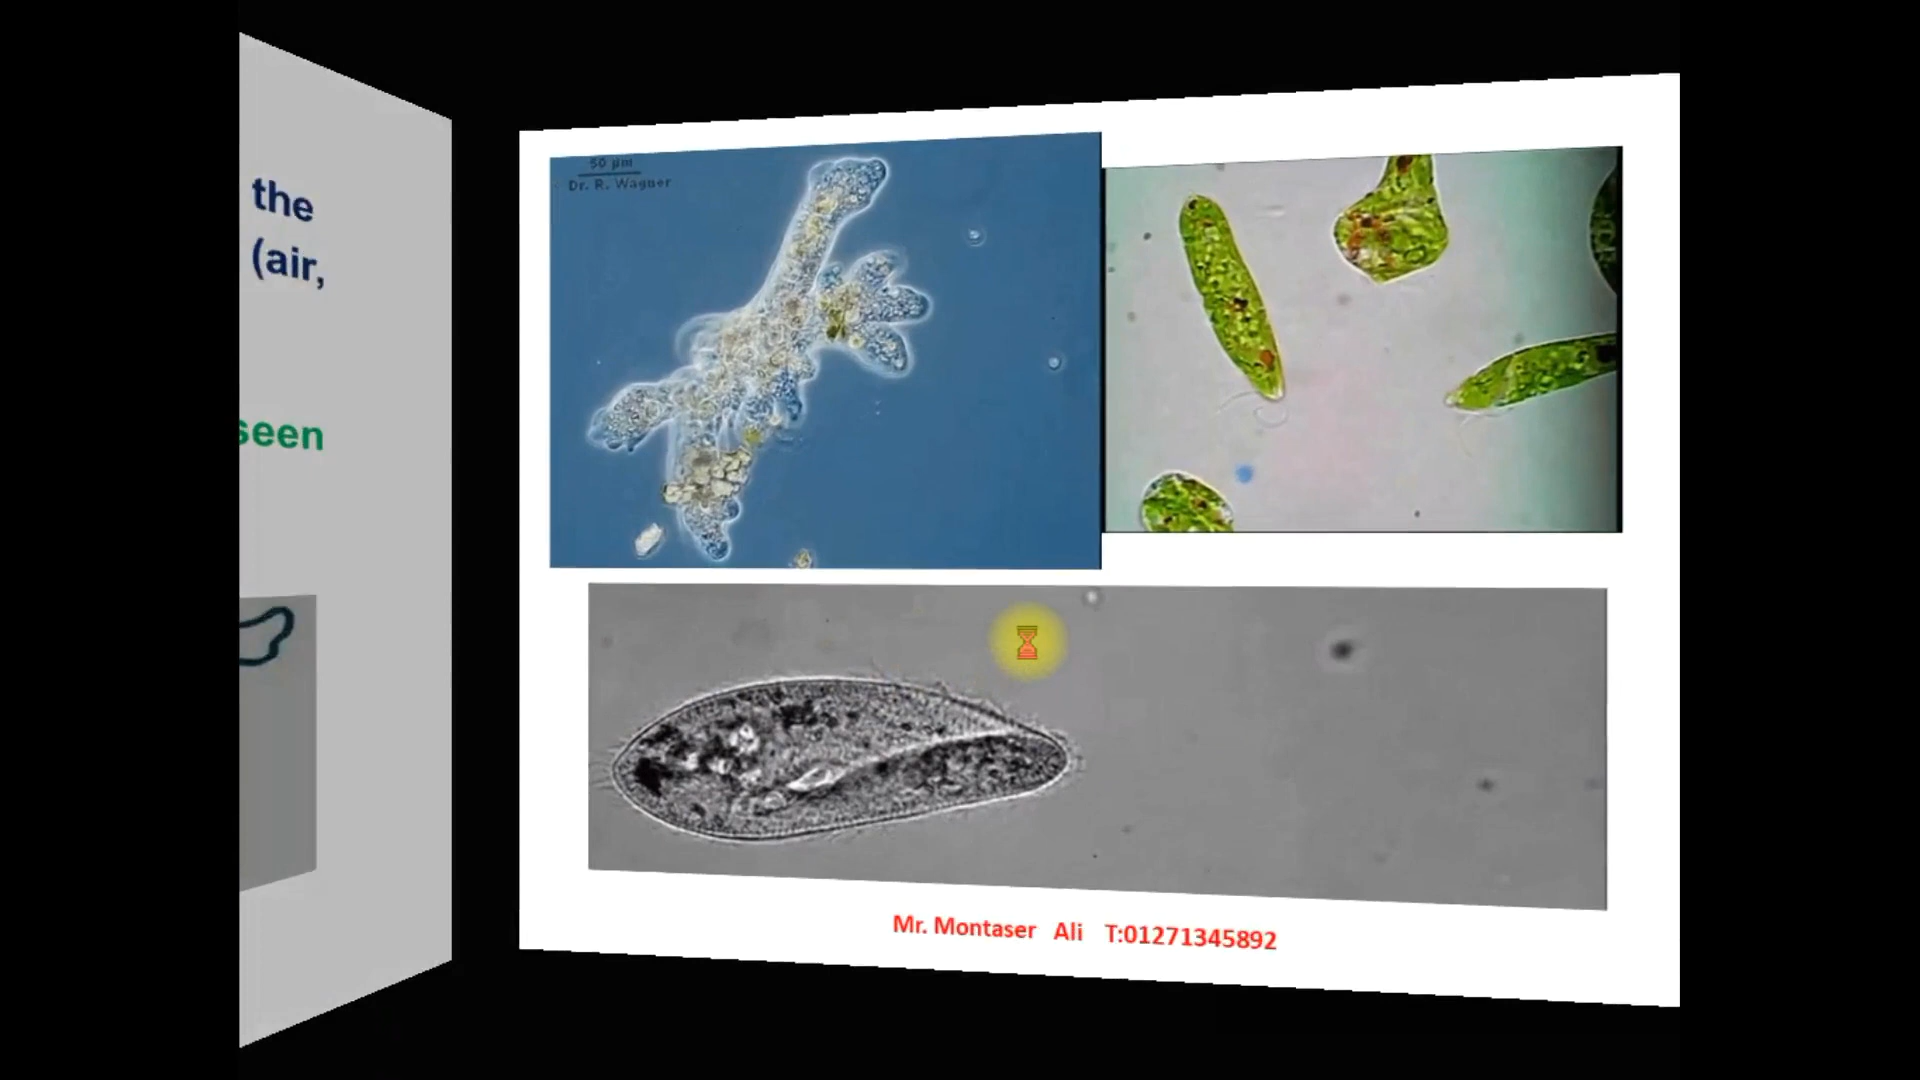 the
(air,
seen
50 µm
Dr. R. Wagner
Mr. Montaser Ali T:01271345892